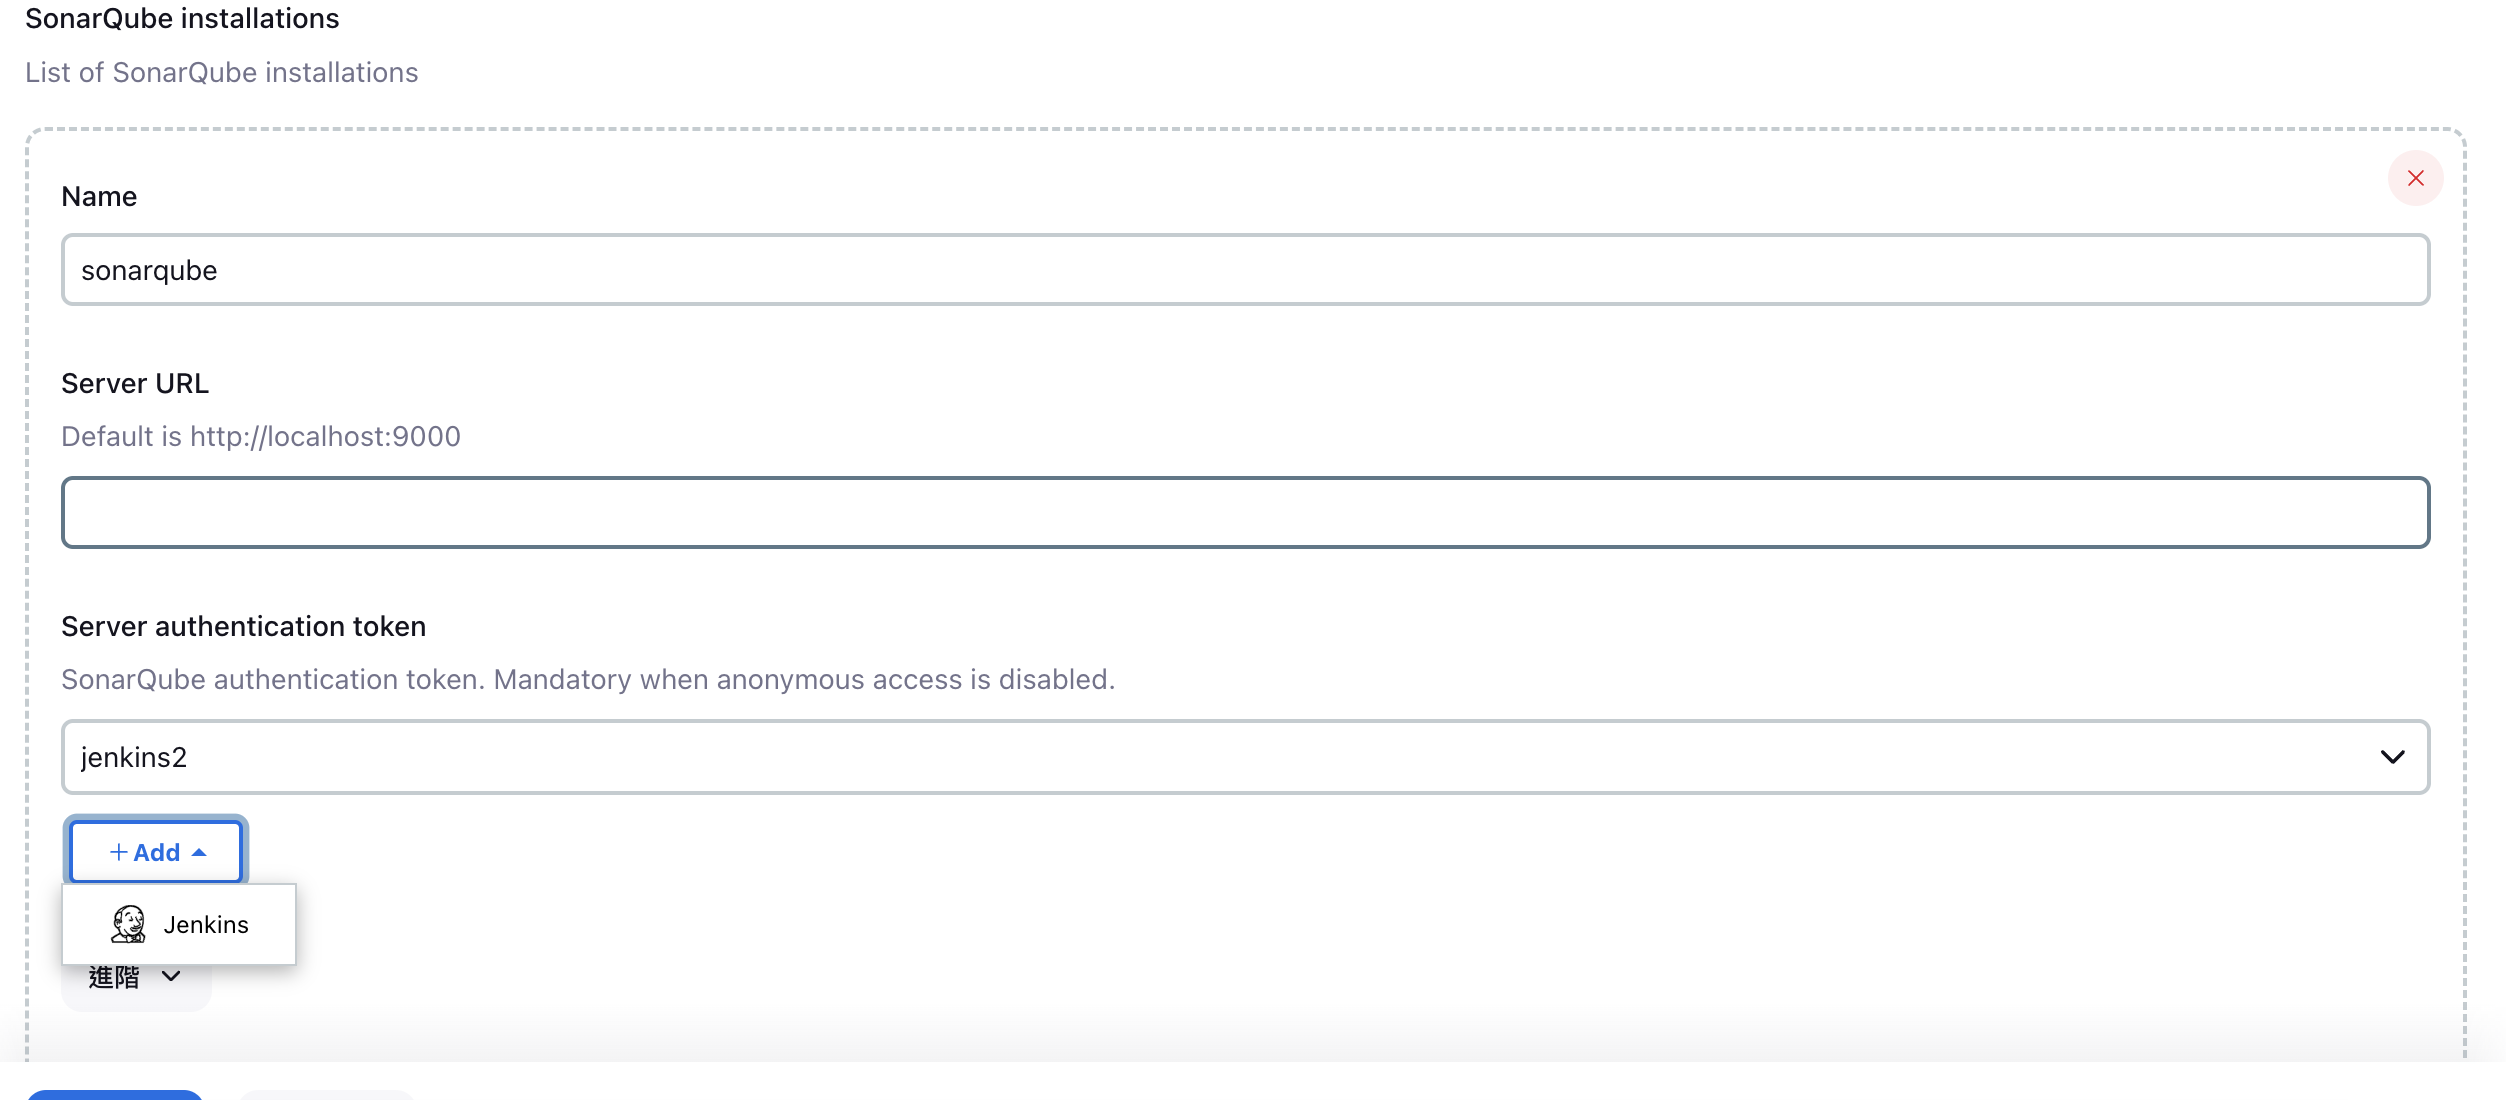 SonarQube installations
List of SonarQube installations
Name
sonarqube
Server URL
Default is http://localhost:9000
Server authentication token
SonarQube authentication token. Mandatory when anonymous access is disabled.
jenkins2
+ Add
Jenkins
進階